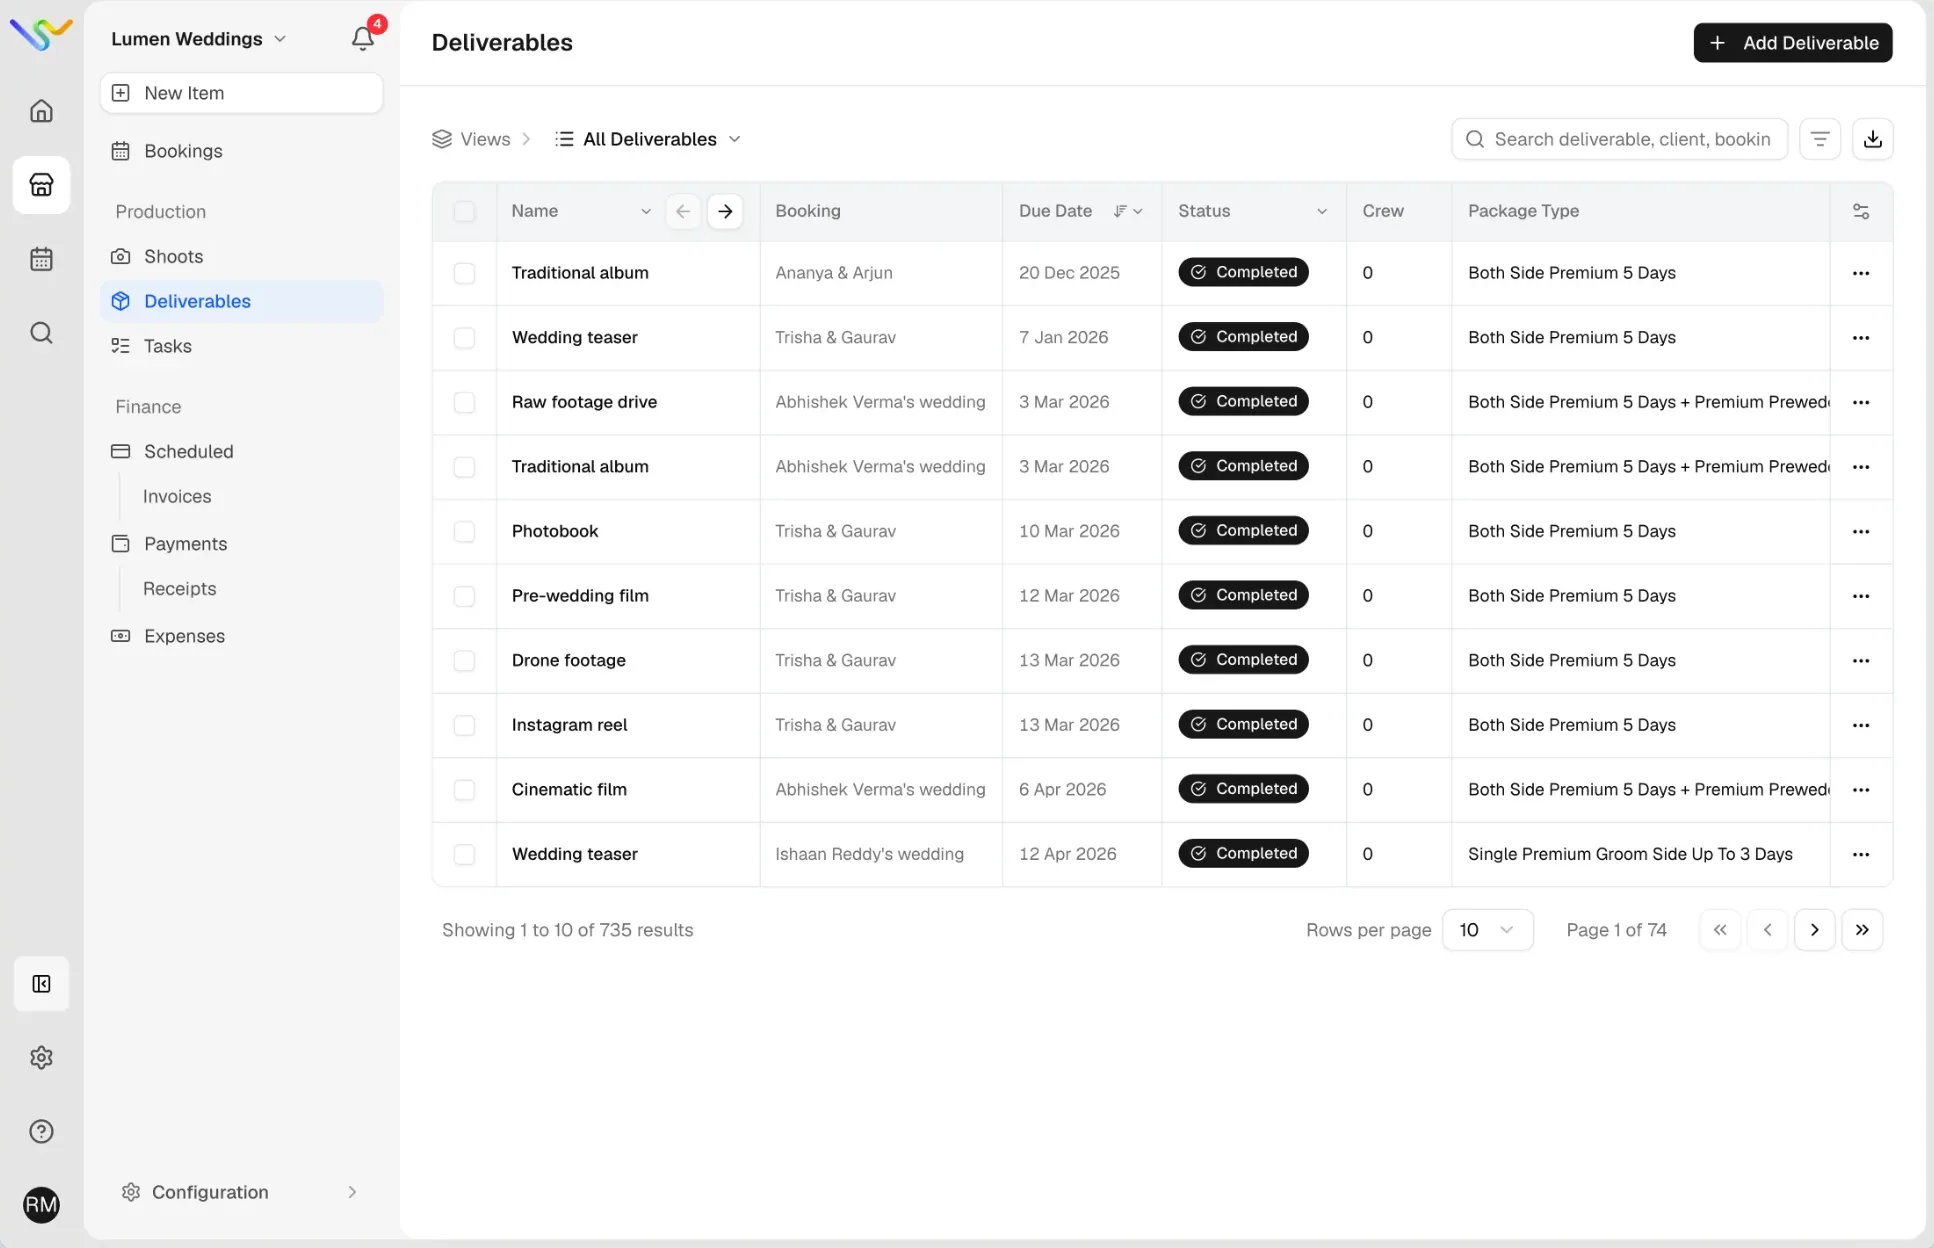 Lumen Weddings
4
New Item
Bookings
Production
Shoots
Deliverables
Tasks
Finance
Scheduled
Invoices
Payments
Receipts
Expenses
Configuration
RM
Deliverables
Add Deliverable
Views
All Deliverables
Search deliverable, client, bookin
Name Booking Due Date Status Crew Package Type
Traditional album Ananya & Arjun 20 Dec 2025 Completed 0 Both Side Premium 5 Days
Wedding teaser Trisha & Gaurav 7 Jan 2026 Completed 0 Both Side Premium 5 Days
Raw footage drive Abhishek Verma's wedding 3 Mar 2026 Completed 0 Both Side Premium 5 Days + Premium Prewed
Traditional album Abhishek Verma's wedding 3 Mar 2026 Completed 0 Both Side Premium 5 Days + Premium Prewed
Photobook Trisha & Gaurav 10 Mar 2026 Completed 0 Both Side Premium 5 Days
Pre-wedding film Trisha & Gaurav 12 Mar 2026 Completed 0 Both Side Premium 5 Days
Drone footage Trisha & Gaurav 13 Mar 2026 Completed 0 Both Side Premium 5 Days
Instagram reel Trisha & Gaurav 13 Mar 2026 Completed 0 Both Side Premium 5 Days
Cinematic film Abhishek Verma's wedding 6 Apr 2026 Completed 0 Both Side Premium 5 Days + Premium Prewed
Wedding teaser Ishaan Reddy's wedding 12 Apr 2026 Completed 0 Single Premium Groom Side Up To 3 Days
Showing 1 to 10 of 735 results
Rows per page 10 Page 1 of 74